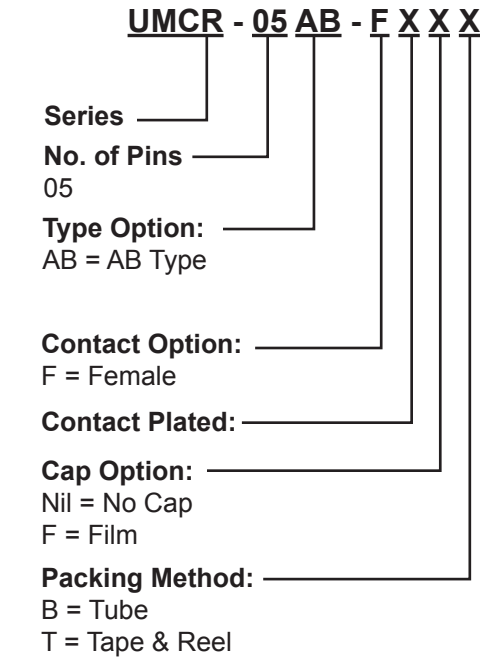 UMCR - 05 AB - F X X X
Series
No. of Pins
05
Type Option:
AB = AB Type
Contact Option:
F = Female
Contact Plated:
Cap Option:
Nil = No Cap
F = Film
Packing Method:
B = Tube
T = Tape & Reel